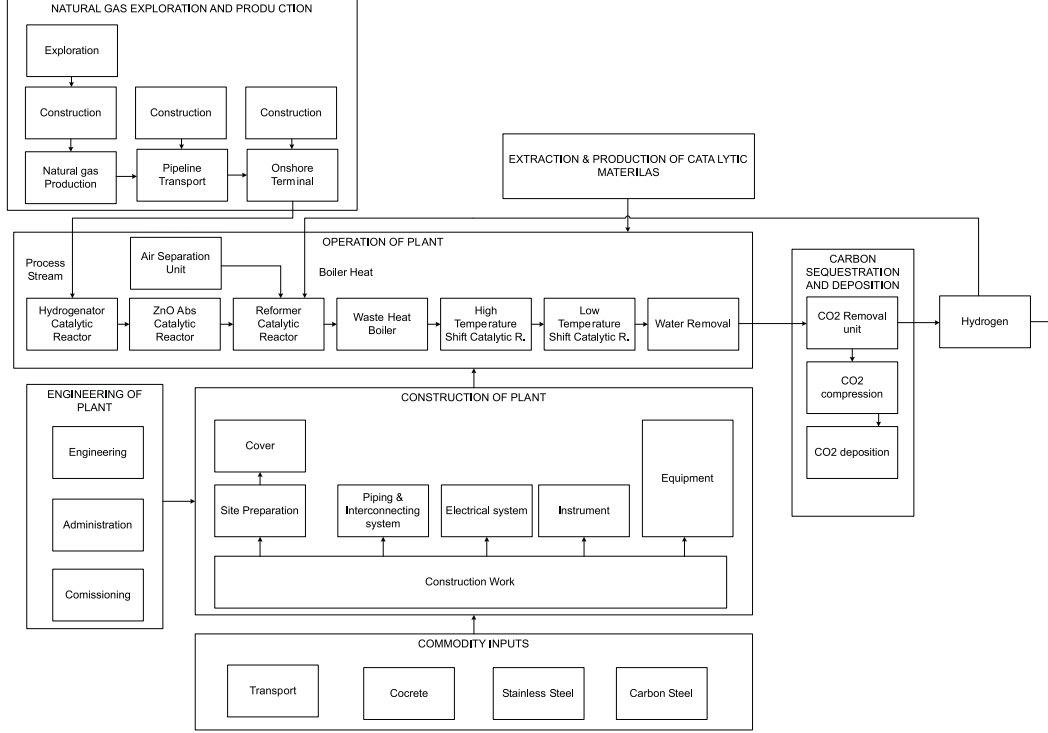 NATURAL GAS EXPLORATION AND PRODU CTION
Exploration
Construction
Construction
Construction
Natural gas
Production
Pipeline
Transport
Onshore
Terminal
EXTRACTION & PRODUCTION OF CATA LYTIC
MATERILAS
OPERATION OF PLANT
Process
Stream
Air Separation
Unit
Boiler Heat
Hydrogenator
Catalytic
Reactor
ZnO Abs
Catalytic
Reactor
Reformer
Catalytic
Reactor
Waste Heat
Boiler
High
Temperature
Shift Catalytic R.
Low
Temperature
Shift Catalytic R.
Water Removal
CARBON
SEQUESTRATION
AND DEPOSITION
CO2 Removal
unit
CO2
compression
CO2 deposition
Hydrogen
ENGINEERING OF
PLANT
Engineering
Administration
Comissioning
CONSTRUCTION OF PLANT
Cover
Site Preparation
Piping &
Interconnecting
system
Electrical system
Instrument
Equipment
Construction Work
COMMODITY INPUTS
Transport
Cocrete
Stainless Steel
Carbon Steel